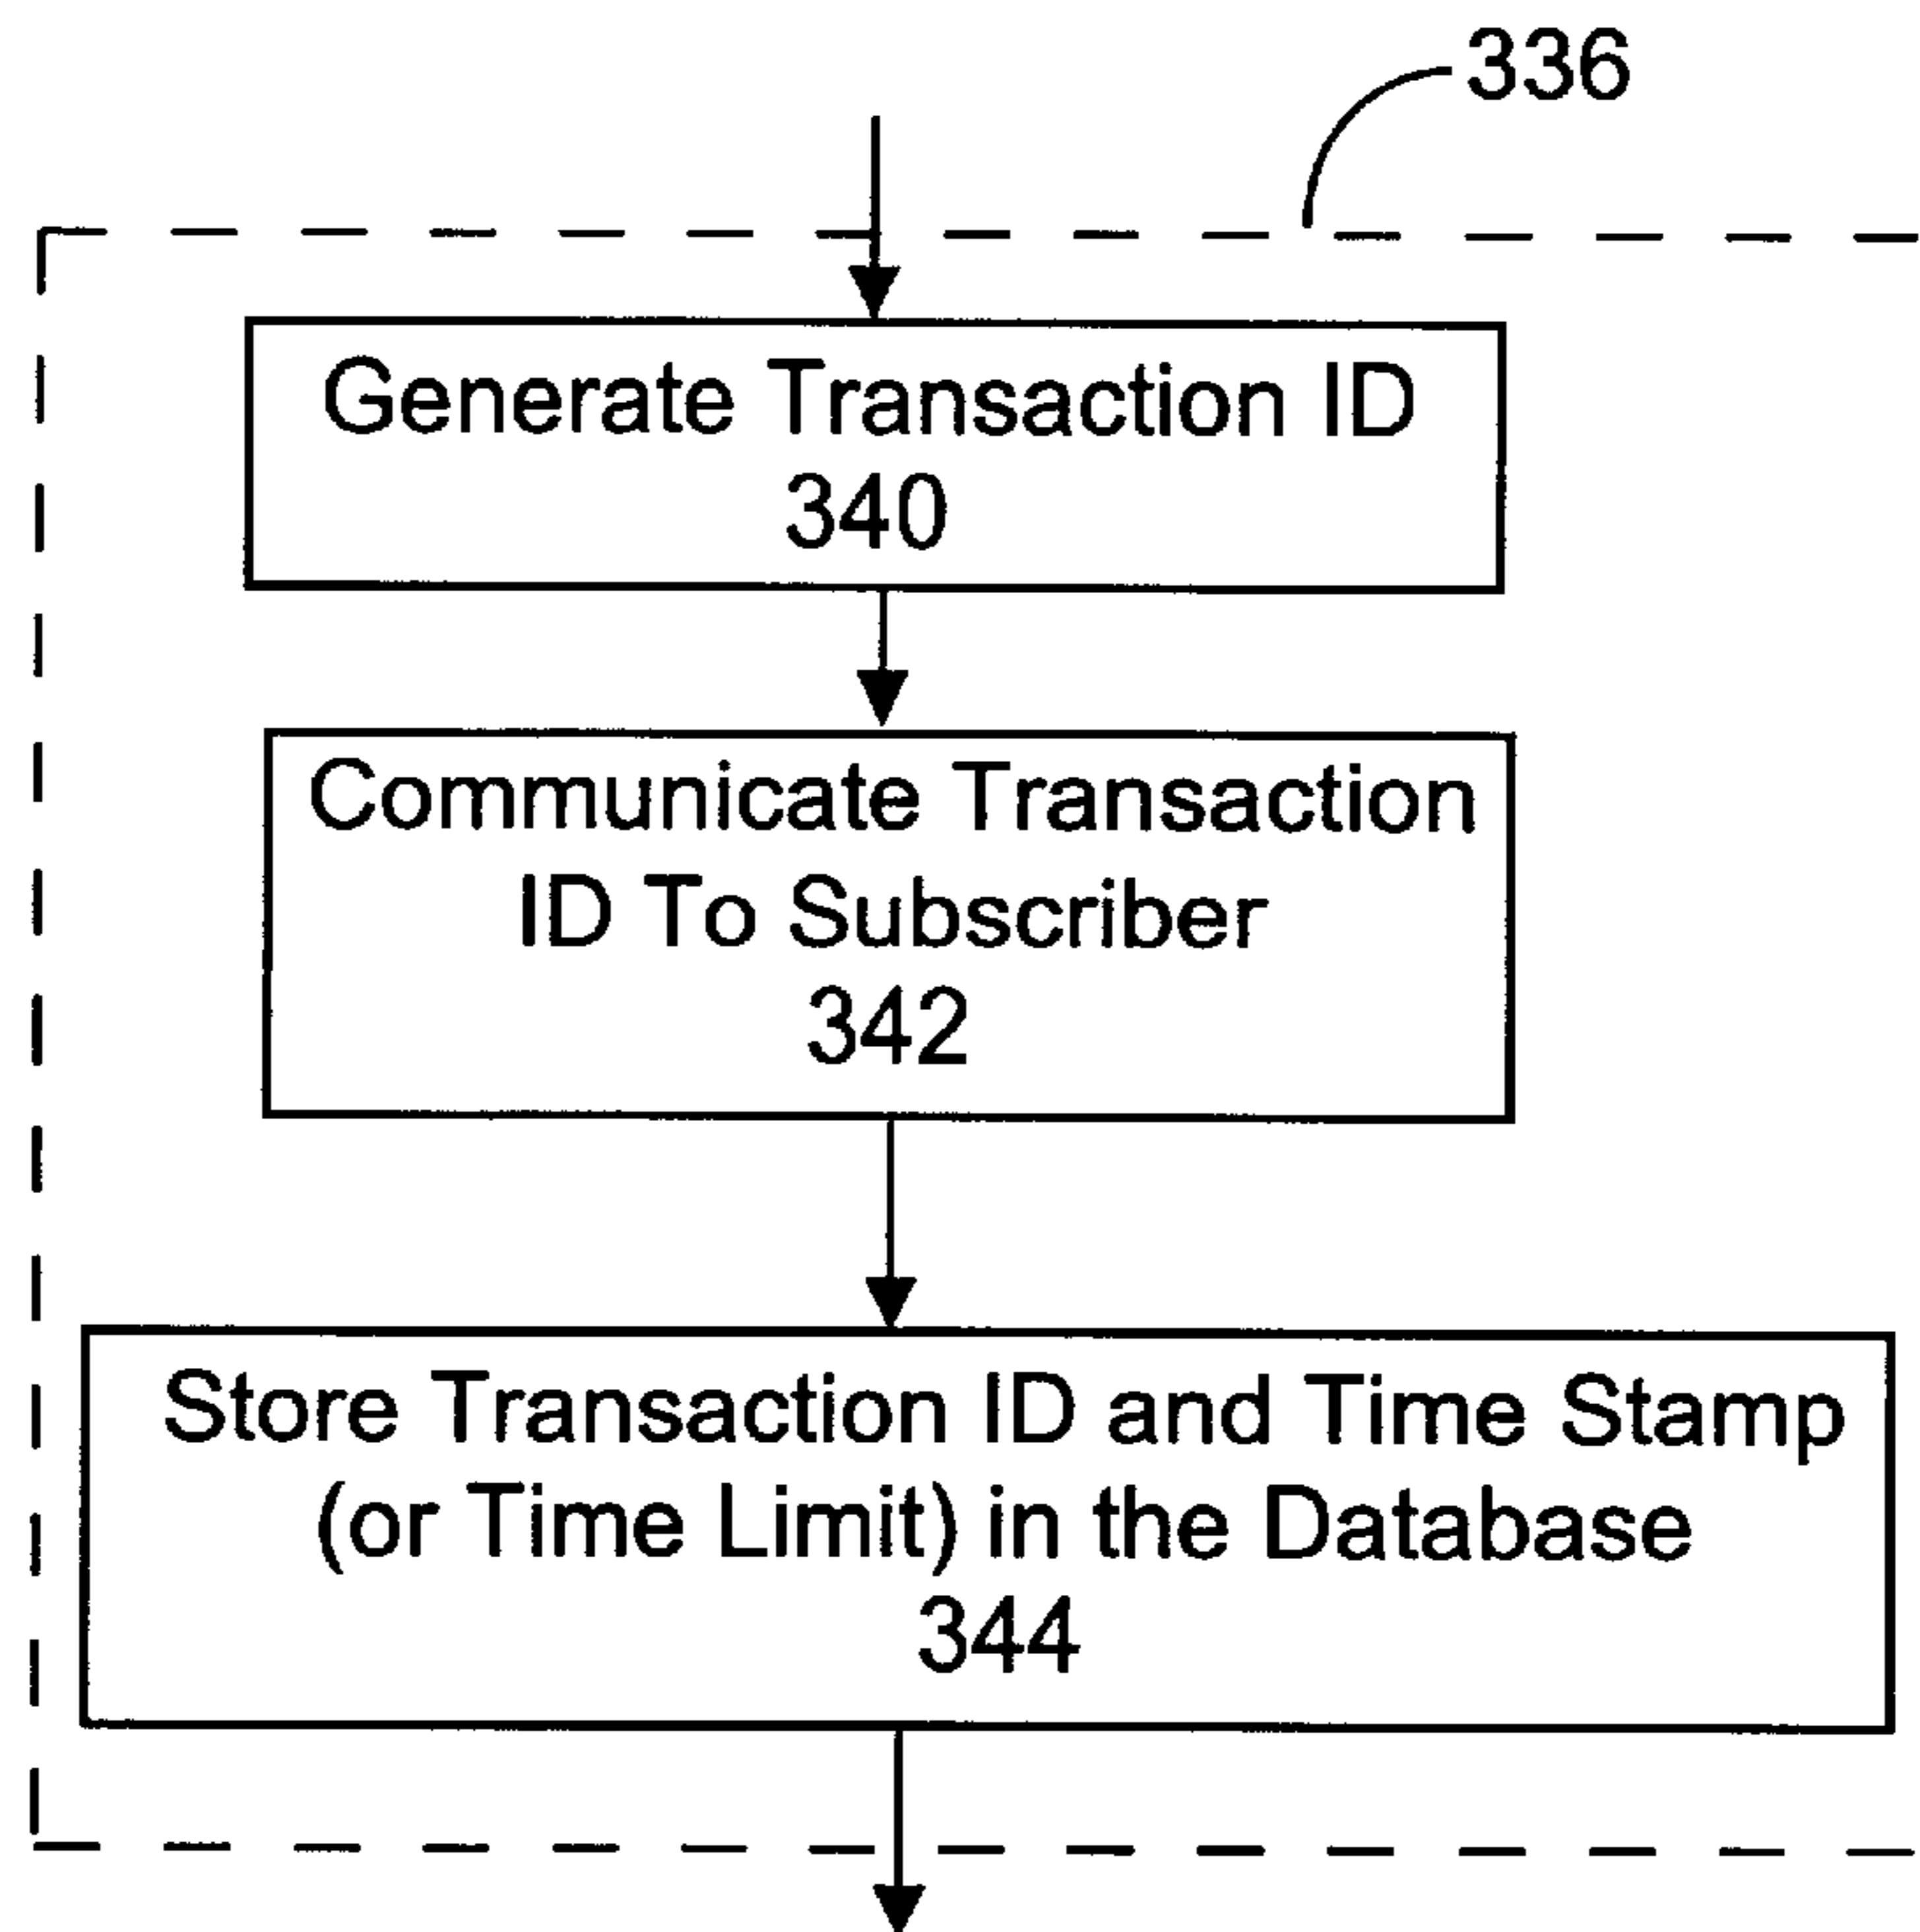 336
Generate Transaction ID
340
Communicate Transaction
ID To Subscriber
342
Store Transaction ID and Time Stamp
(or Time Limit) in the Database
344